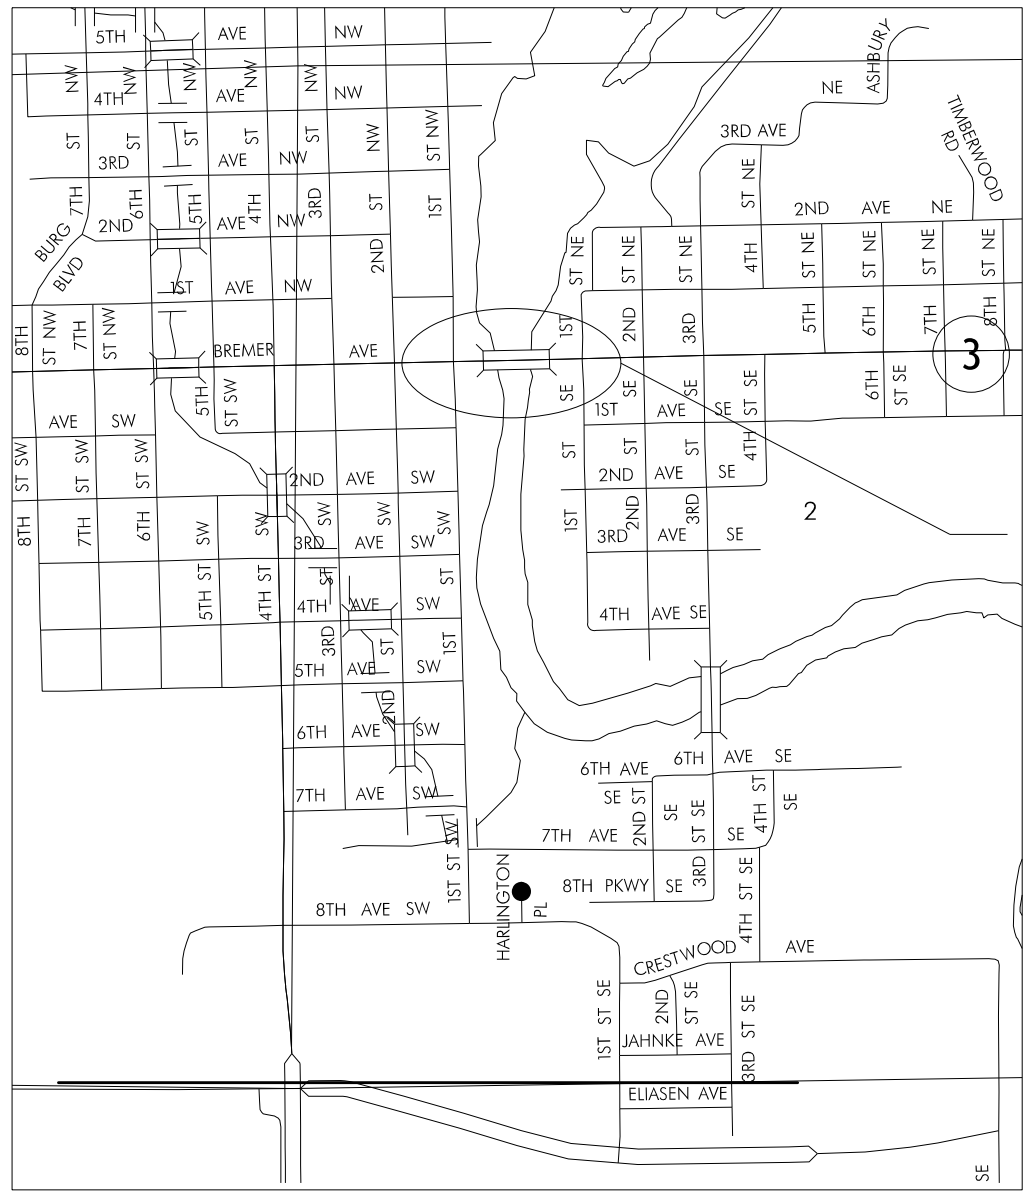 5TH AVE NW
NW NW NW NW
4TH AVE NW
ASHBURY
NE
TIMBERWOOD
RD
3RD AVE
ST ST ST ST ST NW ST NW
3RD AVE NW
ST NE
7TH 6TH 5TH 4TH 3RD ST 1ST
2ND AVE NE
2ND AVE NW
BURG
BLVD
2ND
ST NE ST NE ST NE 4TH ST NE ST NE ST NE ST NE
1ST AVE NW
8TH ST NW 7TH ST NW
1ST 2ND 3RD 5TH 6TH 7TH 8TH
BREMER AVE
3
5TH ST SW
SE SE SE ST SE 6TH ST SE
AVE SW
1ST AVE SE
ST SW ST SW ST SW
ST ST ST 4TH
2ND AVE SW
2ND AVE SE
8TH 7TH 6TH SW SW SW SW SW
1ST 2ND 3RD
2
3RD AVE SW
3RD AVE SE
5TH ST 4TH ST ST ST
4TH AVE SW
4TH AVE SE
3RD ST 1ST
5TH AVE SW
2ND
6TH AVE SW
6TH AVE SE
6TH AVE
SE
7TH AVE SW
2ND ST SE ST SE 4TH ST SE
7TH AVE SE
1ST ST SW
3RD
8TH PKWY SE
HARLINGTON
PL
8TH AVE SW
4TH ST SE
CRESTWOOD AVE
1ST ST SE
2ND ST SE
3RD ST SE
JAHNKE AVE
ELIASEN AVE
SE